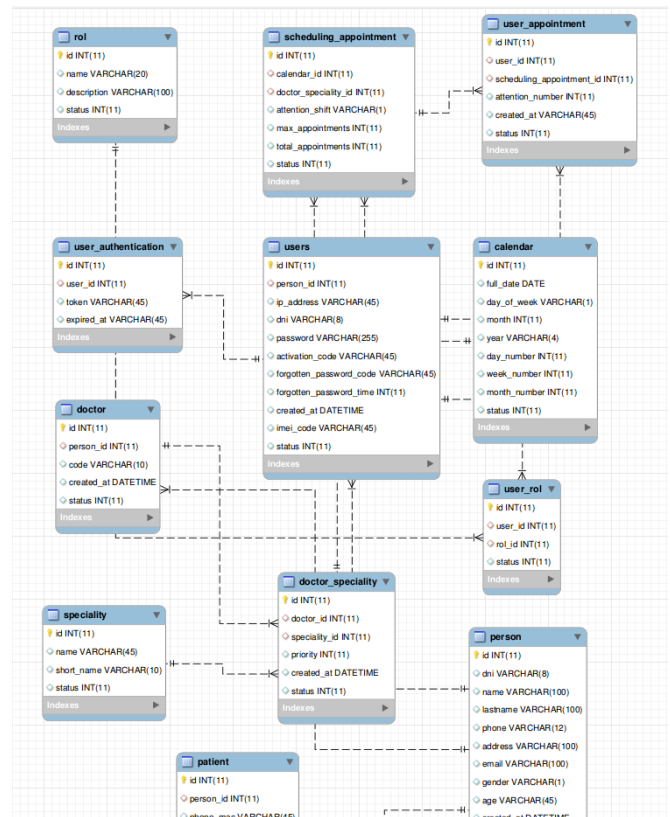 rol
id INT(11)
name VARCHAR(20)
description VARCHAR(100)
status INT(11)
Indexes
scheduling_appointment
id INT(11)
calendar_id INT(11)
doctor_speciality_id INT(11)
attention_shift VARCHAR(1)
max_appointments INT(11)
total_appointments INT(11)
status INT(11)
Indexes
user_appointment
id INT(11)
user_id INT(11)
scheduling_appointment_id INT(11)
attention_number INT(11)
created_at VARCHAR(45)
status INT(11)
Indexes
user_authentication
id INT(11)
user_id INT(11)
token VARCHAR(45)
expired_at VARCHAR(45)
Indexes
users
id INT(11)
person_id INT(11)
ip_address VARCHAR(45)
dni VARCHAR(8)
password VARCHAR(255)
activation_code VARCHAR(45)
forgotten_password_code VARCHAR(45)
forgotten_password_time INT(11)
created_at DATETIME
imei_code VARCHAR(45)
status INT(11)
Indexes
calendar
id INT(11)
full_date DATE
day_of_week VARCHAR(1)
month INT(11)
year VARCHAR(4)
day_number INT(11)
week_number INT(11)
month_number INT(11)
status INT(11)
Indexes
doctor
id INT(11)
person_id INT(11)
code VARCHAR(10)
created_at DATETIME
status INT(11)
Indexes
user_rol
id INT(11)
user_id INT(11)
rol_id INT(11)
status INT(11)
Indexes
doctor_speciality
id INT(11)
doctor_id INT(11)
speciality_id INT(11)
priority INT(11)
created_at DATETIME
status INT(11)
Indexes
speciality
id INT(11)
name VARCHAR(45)
short_name VARCHAR(10)
status INT(11)
Indexes
person
id INT(11)
dni VARCHAR(8)
name VARCHAR(100)
lastname VARCHAR(100)
phone VARCHAR(12)
address VARCHAR(100)
email VARCHAR(100)
gender VARCHAR(1)
age VARCHAR(45)
created_at DATETIME
patient
id INT(11)
person_id INT(11)
phone_mac VARCHAR(45)